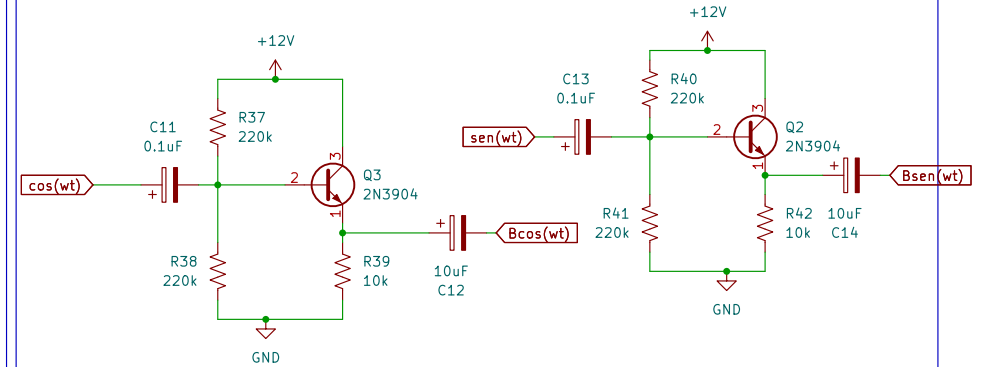 +12V
R37
220k
C11
0.1uF
+
cos(wt)
2
3
1
Q3
2N3904
R38
220k
R39
10k
+
10uF
C12
Bcos(wt)
GND
+12V
R40
220k
C13
0.1uF
+
sen(wt)
2
3
1
Q2
2N3904
R41
220k
R42
10k
+
10uF
C14
Bsen(wt)
GND